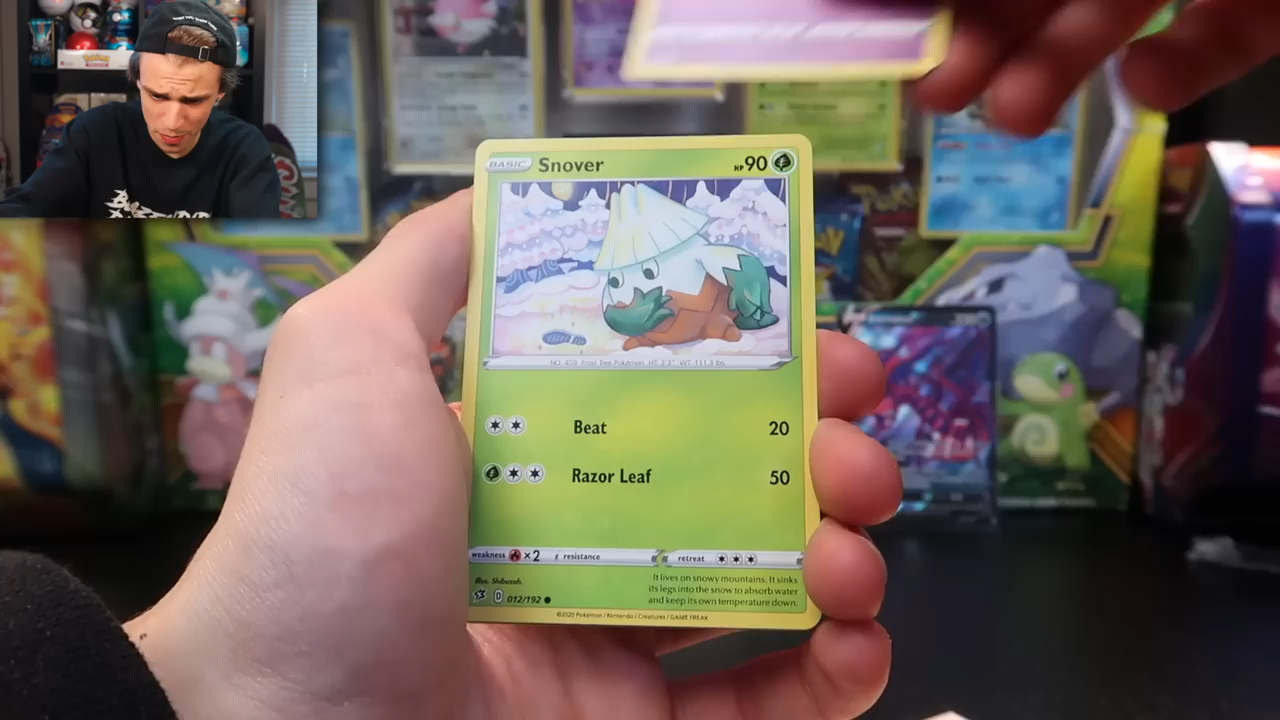 BASIC Snover HP 90
NO. 459 Frost Tree Pokémon HT: 3'3" WT: 111.3 lbs.
Beat 20
Razor Leaf 50
weakness ×2 resistance retreat
Illus. Shibuzoh.
D 012/192
It lives on snowy mountains. It sinks
its legs into the snow to absorb water
and keep its own temperature down.
©2020 Pokémon / Nintendo / Creatures / GAME FREAK